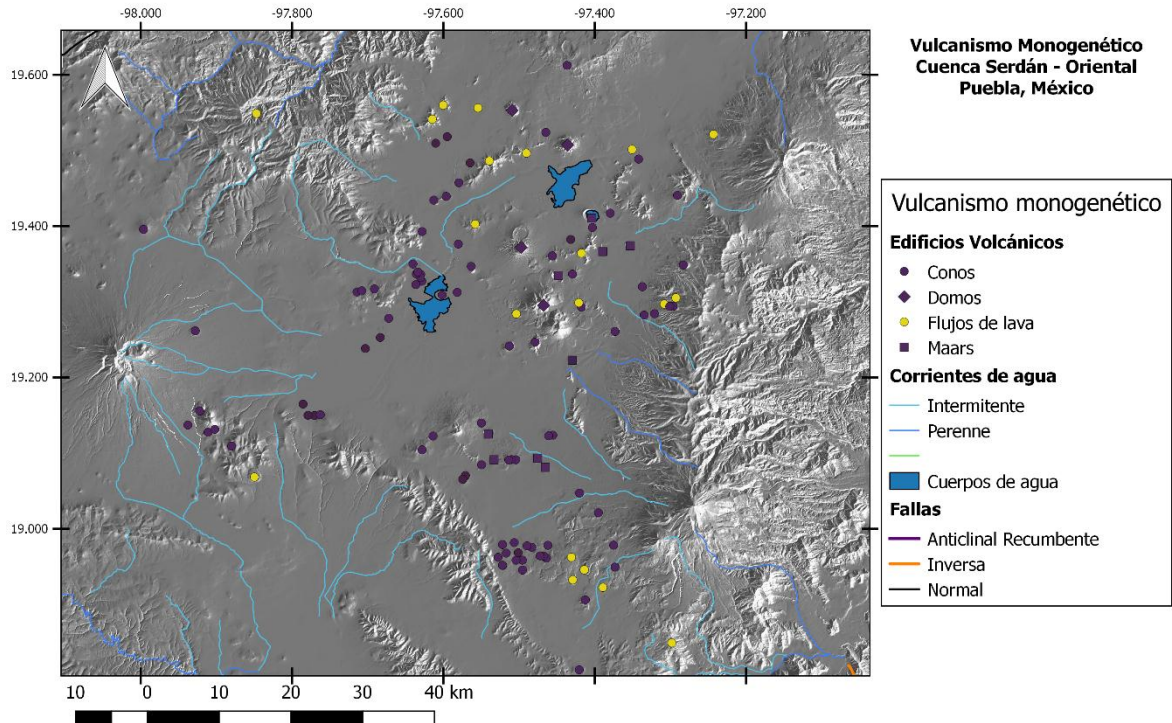 -98.000 -97.800 -97.600 -97.400 -97.200
Vulcanismo Monogenético
Cuenca Serdán - Oriental
Puebla, México
19.600
19.400
19.200
19.000
Vulcanismo monogenético
Edificios Volcánicos
Conos
Domos
Flujos de lava
Maars
Corrientes de agua
Intermitente
Perenne
Cuerpos de agua
Fallas
Anticlinal Recumbente
Inversa
Normal
10 0 10 20 30 40 km